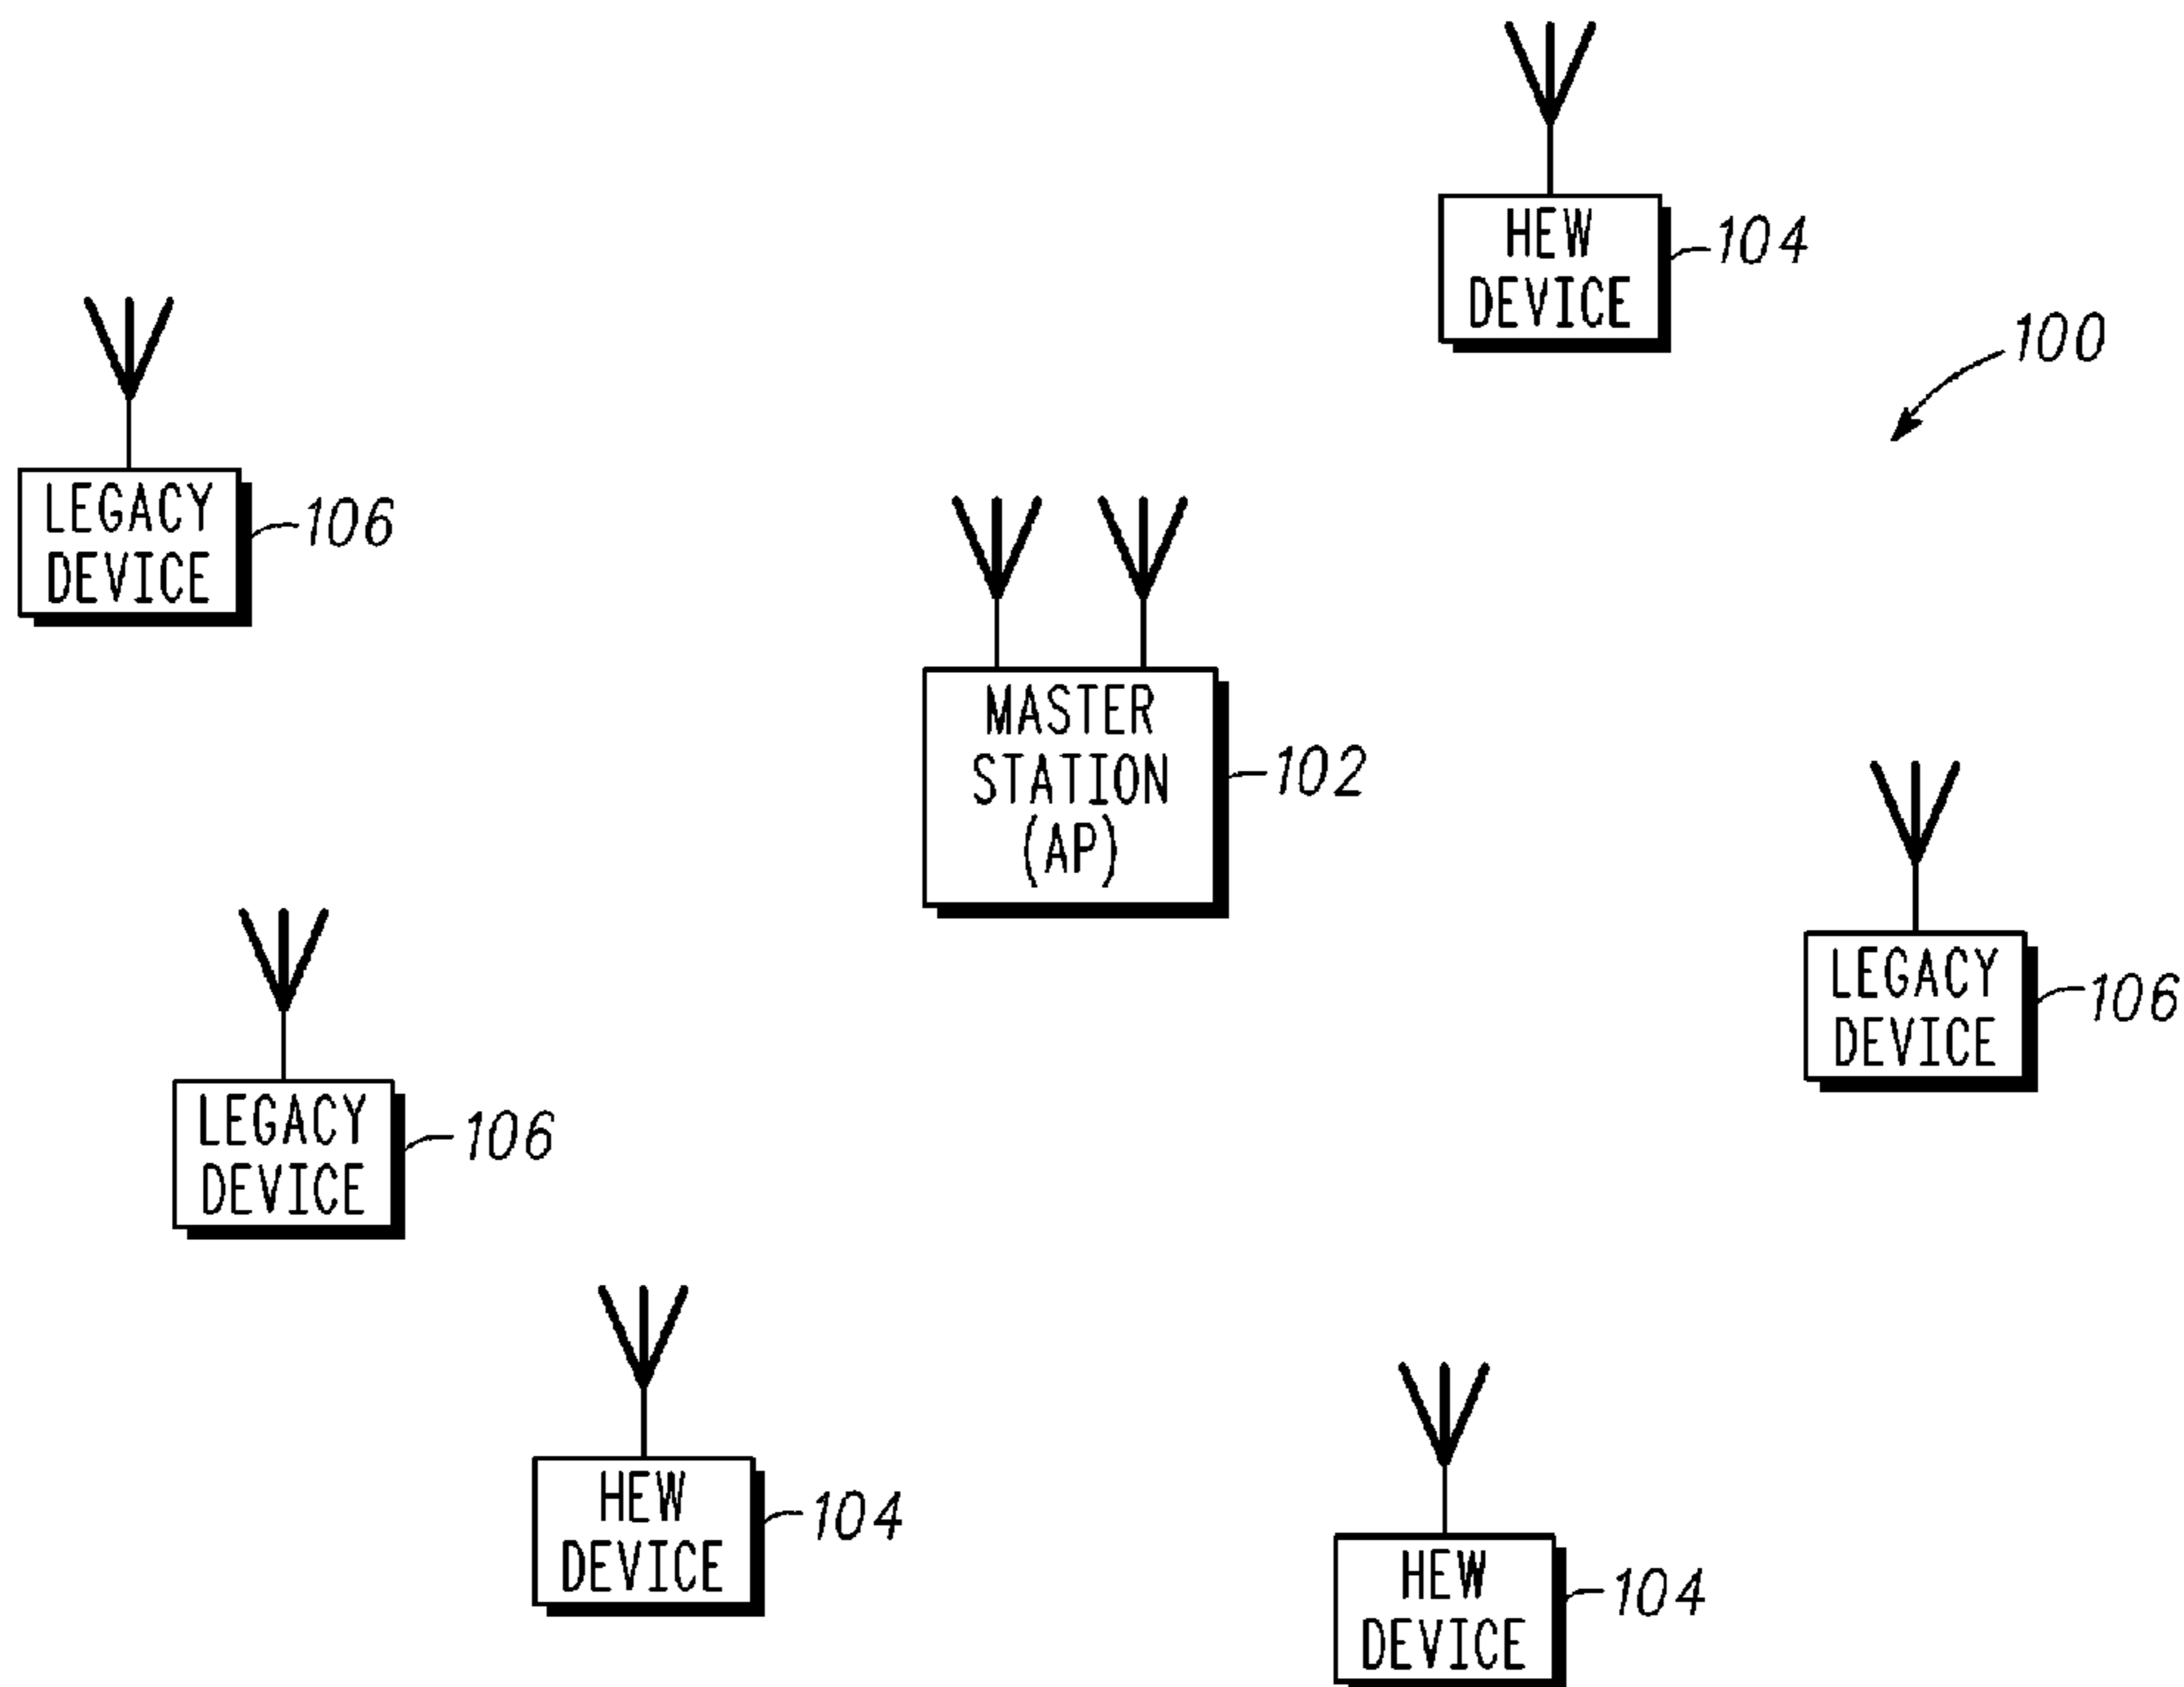 HEW
DEVICE
104
100
LEGACY
DEVICE
106
MASTER
STATION
(AP)
102
LEGACY
DEVICE
106
LEGACY
DEVICE
106
HEW
DEVICE
104
HEW
DEVICE
104